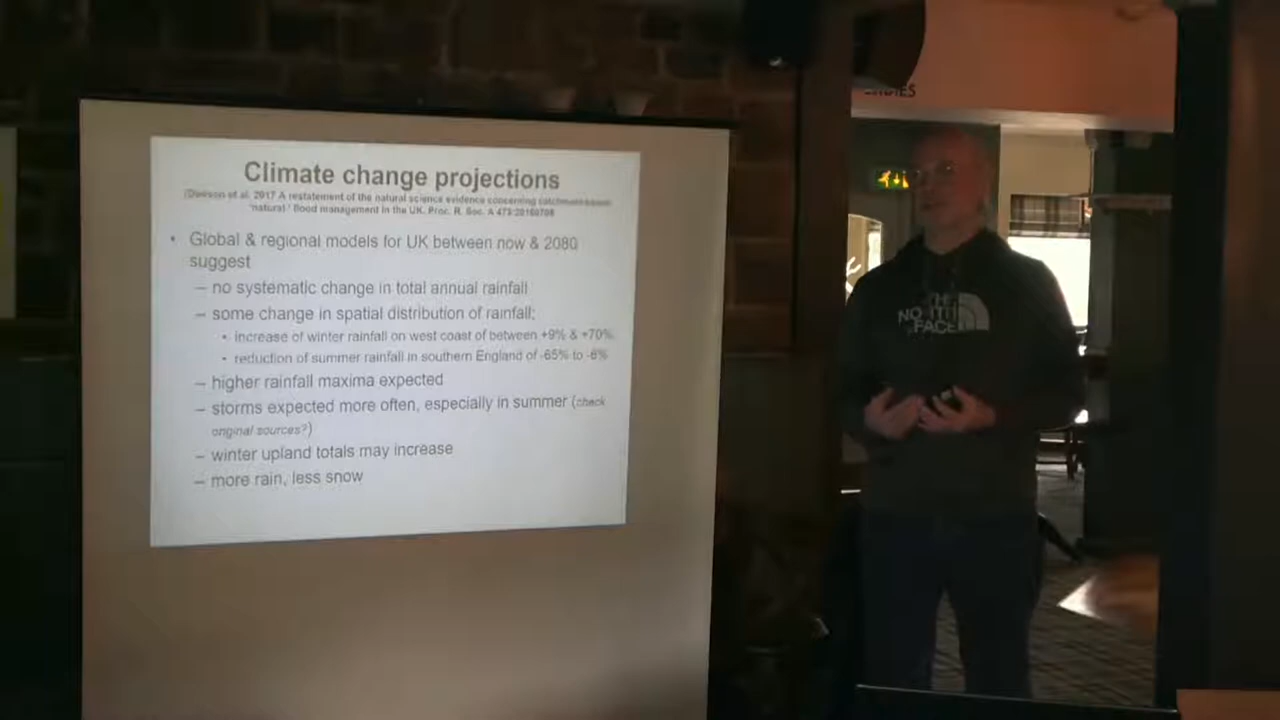 Climate change projections
(Dawson et al. 2017 A restatement of the natural science evidence concerning catchment-based
'natural' flood management in the UK. Proc. R. Soc. A 473:20160706
• Global & regional models for UK between now & 2080
suggest
– no systematic change in total annual rainfall
– some change in spatial distribution of rainfall:
• increase of winter rainfall on west coast of between +9% & +70%
• reduction of summer rainfall in southern England of -65% to -6%
– higher rainfall maxima expected
– storms expected more often, especially in summer (check
original sources?)
– winter upland totals may increase
– more rain, less snow
THE
NORTH
FACE